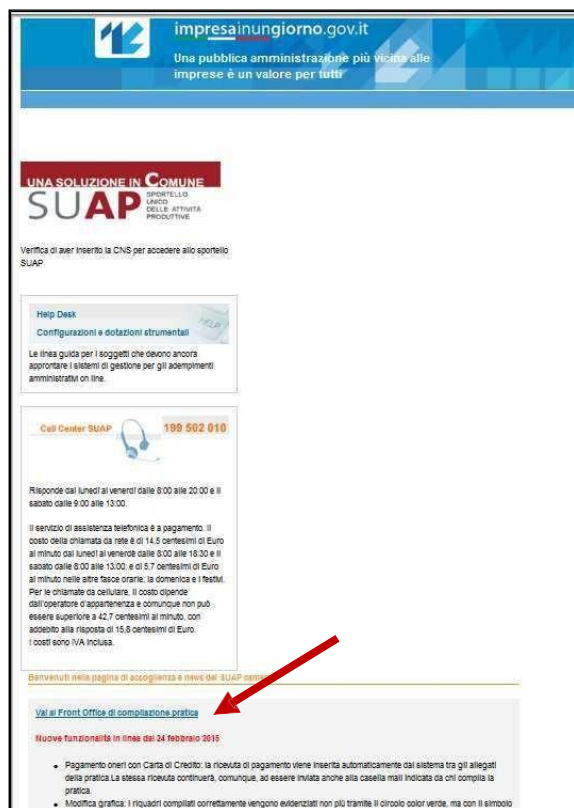 impresainungiorno.gov.it
Una pubblica amministrazione più vicina alle
imprese è un valore per tutti
UNA SOLUZIONE IN COMUNE
SUAP
SPORTELLO
UNICO
DELLE ATTIVITÀ
PRODUTTIVE
Verifica di aver inserito la CNS per accedere allo sportello
SUAP
Help Desk
HELP
Configurazioni e dotazioni strumentali
Le linea guida per i soggetti che devono ancora
approntare i sistemi di gestione per gli adempimenti
amministrativi on line.
Call Center SUAP
199 502 010
Risponde dal lunedì al venerdì dalle 8:00 alle 20:00 e il
sabato dalle 9:00 alle 13:00.
Il servizio di assistenza telefonica è a pagamento. Il
costo della chiamata da rete è di 14,5 centesimi di Euro
al minuto dal lunedì al venerdè dalle 8:00 alle 18:30 e il
sabato dalle 8:00 alle 13:00; e di 5,7 centesimi di Euro
al minuto nelle altre fasce orarie, la domenica e i festivi.
Per le chiamate da cellulare, il costo dipende
dall'operatore d'appartenenza e comunque non può
essere superiore a 42,7 centesimi al minuto, con
addebito alla risposta di 15,8 centesimi di Euro.
I costi sono IVA inclusa.
Benvenuti nella pagina di accoglienza e news del SUAP
Vai al Front Office di compilazione pratica
Nuove funzionalità in linea dal 24 febbraio 2015
Pagamento oneri con Carta di Credito: la ricevuta di pagamento viene inserita automaticamente dal sistema tra gli allegati
della pratica.La stessa ricevuta continuerà, comunque, ad essere inviata anche alla casella mail indicata da chi compila la
pratica.
Modifica grafica: i riquadri compilati correttamente vengono evidenziati non più tramite il circolo color verde, ma con il simbolo